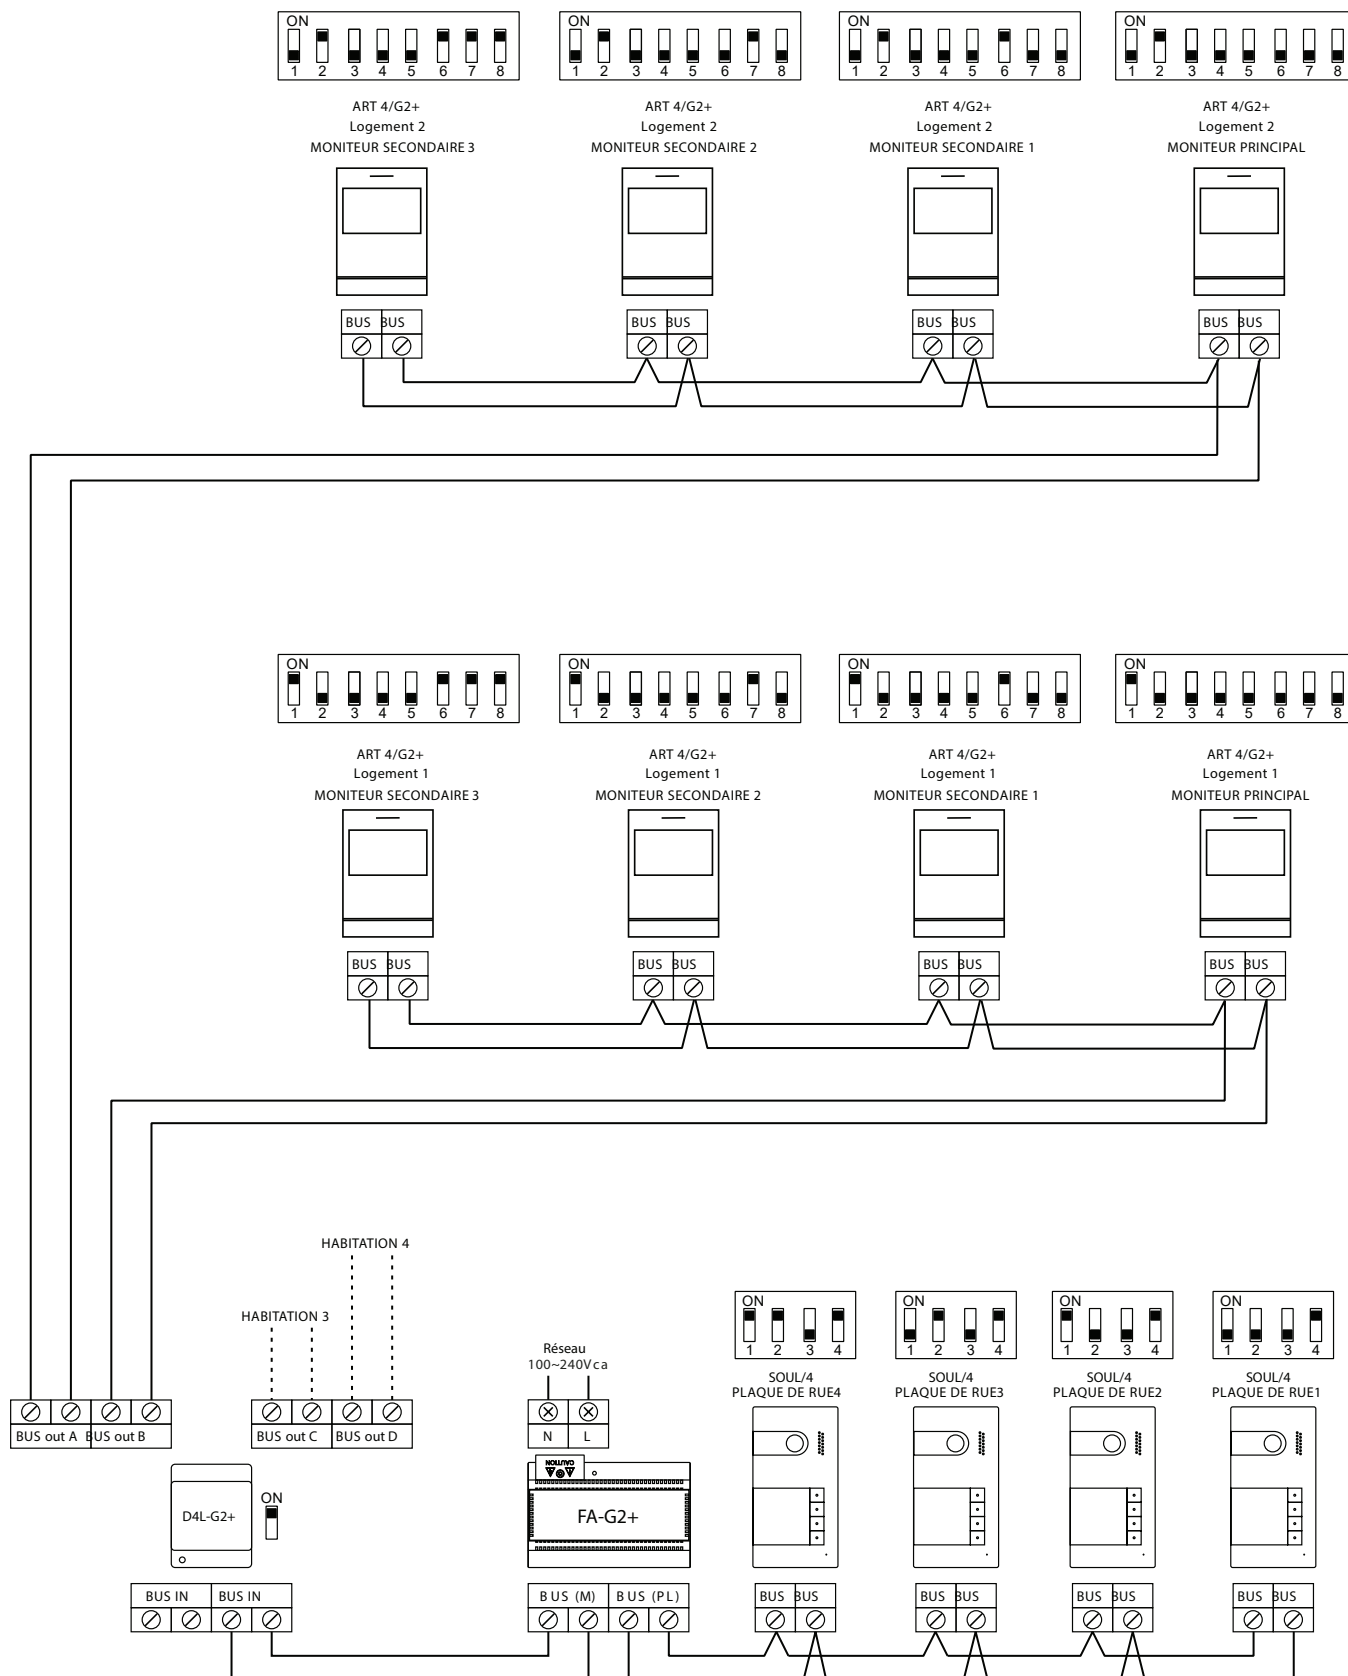 ON ON ON ON
1 2 3 4 5 6 7 8 1 2 3 4 5 6 7 8 1 2 3 4 5 6 7 8 1 2 3 4 5 6 7 8
ART 4/G2+ ART 4/G2+ ART 4/G2+ ART 4/G2+
Logement 2 Logement 2 Logement 2 Logement 2
MONITEUR SECONDAIRE 3 MONITEUR SECONDAIRE 2 MONITEUR SECONDAIRE 1 MONITEUR PRINCIPAL
BUS BUS BUS BUS BUS BUS BUS BUS
ON ON ON ON
1 2 3 4 5 6 7 8 1 2 3 4 5 6 7 8 1 2 3 4 5 6 7 8 1 2 3 4 5 6 7 8
ART 4/G2+ ART 4/G2+ ART 4/G2+ ART 4/G2+
Logement 1 Logement 1 Logement 1 Logement 1
MONITEUR SECONDAIRE 3 MONITEUR SECONDAIRE 2 MONITEUR SECONDAIRE 1 MONITEUR PRINCIPAL
BUS BUS BUS BUS BUS BUS BUS BUS
HABITATION 4
HABITATION 3
ON ON ON ON
1 2 3 4 1 2 3 4 1 2 3 4 1 2 3 4
Réseau
100~240Vca
SOUL/4 SOUL/4 SOUL/4 SOUL/4
PLAQUE DE RUE4 PLAQUE DE RUE3 PLAQUE DE RUE2 PLAQUE DE RUE1
BUS out A BUS out B BUS out C BUS out D N L
CAUTION
ON
D4L-G2+ FA-G2+
BUS IN BUS IN BUS (M) BUS (PL) BUS BUS BUS BUS BUS BUS BUS BUS